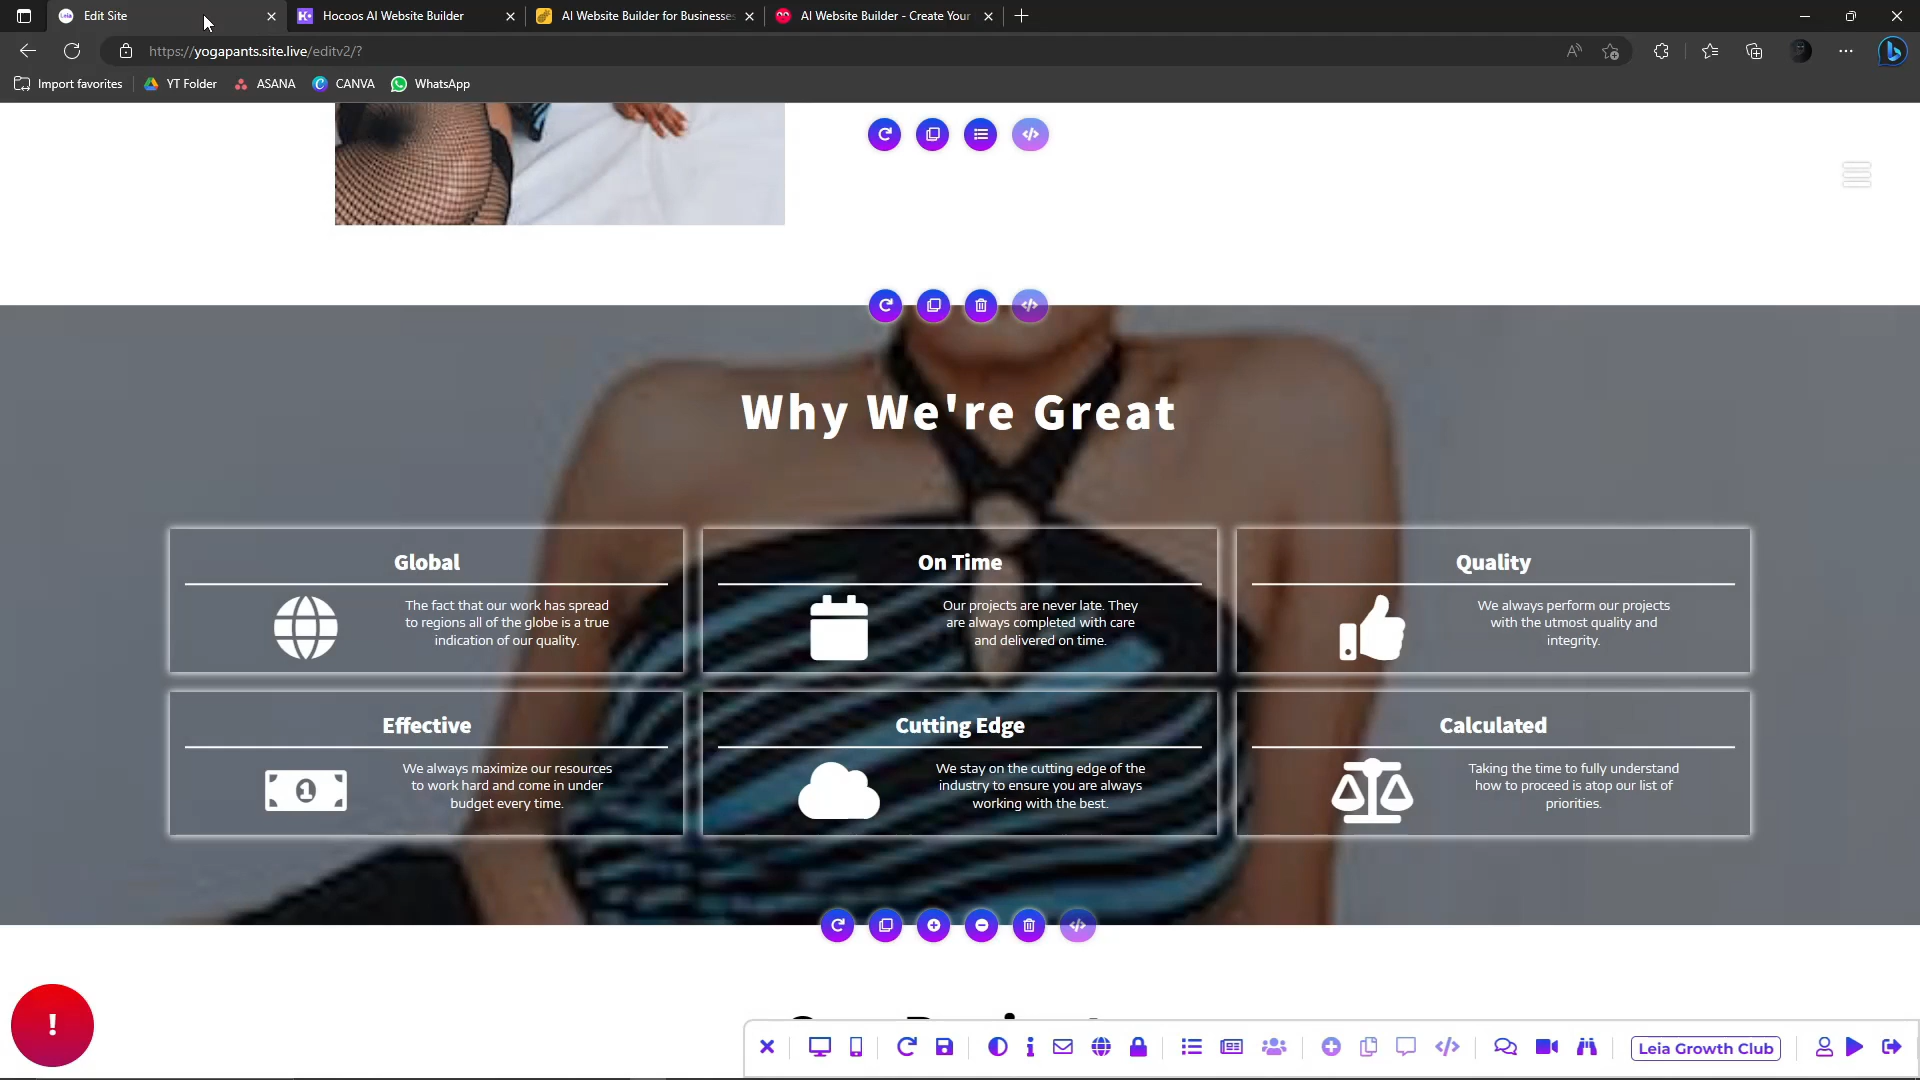 Edit Site
Hocoos AI Website Builder
AI Website Builder for Businesses
AI Website Builder - Create Your
https://yogapants.site.live/editv2/?
Import favorites
YT Folder
ASANA
CANVA
WhatsApp
Why We're Great
Global
The fact that our work has spread
to regions all of the globe is a true
indication of our quality.
On Time
Our projects are never late. They
are always completed with care
and delivered on time.
Quality
We always perform our projects
with the utmost quality and
integrity.
Effective
1
We always maximize our resources
to work hard and come in under
budget every time.
Cutting Edge
We stay on the cutting edge of the
industry to ensure you are always
working with the best.
Calculated
Taking the time to fully understand
how to proceed is atop our list of
priorities.
!
Leia Growth Club